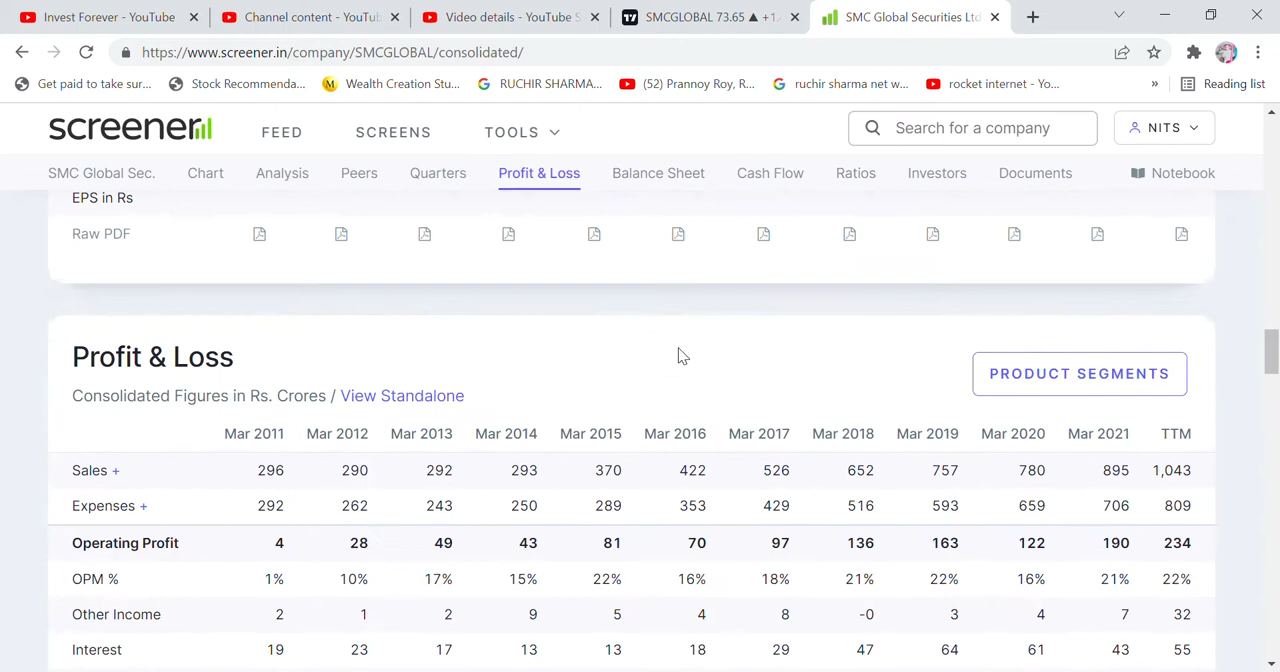 Invest Forever - YouTube
Channel content - YouTub
Video details - YouTube S
SMCGLOBAL 73.65 ▲ +1.
SMC Global Securities Ltd
https://www.screener.in/company/SMCGLOBAL/consolidated/
Get paid to take sur...
Stock Recommenda...
Wealth Creation Stu...
RUCHIR SHARMA...
(52) Prannoy Roy, R...
ruchir sharma net w...
rocket internet - Yo...
»
Reading list
screener
FEED
SCREENS
TOOLS
Search for a company
NITS
SMC Global Sec.
Chart
Analysis
Peers
Quarters
Profit & Loss
Balance Sheet
Cash Flow
Ratios
Investors
Documents
Notebook
EPS in Rs
Raw PDF
Profit & Loss
PRODUCT SEGMENTS
Consolidated Figures in Rs. Crores / View Standalone
Mar 2011 Mar 2012 Mar 2013 Mar 2014 Mar 2015 Mar 2016 Mar 2017 Mar 2018 Mar 2019 Mar 2020 Mar 2021 TTM
Sales + 296 290 292 293 370 422 526 652 757 780 895 1,043
Expenses + 292 262 243 250 289 353 429 516 593 659 706 809
Operating Profit 4 28 49 43 81 70 97 136 163 122 190 234
OPM % 1% 10% 17% 15% 22% 16% 18% 21% 22% 16% 21% 22%
Other Income 2 1 2 9 5 4 8 -0 3 4 7 32
Interest 19 23 17 13 13 18 29 47 64 61 43 55